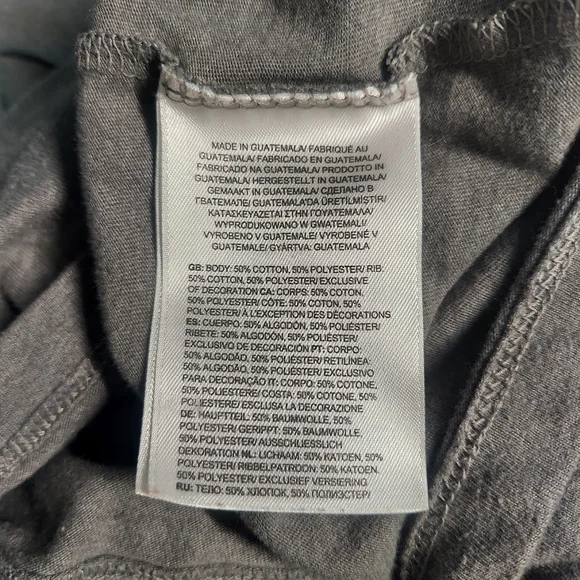 MADE IN GUATEMALA/ FABRIQUÉ AU
GUATEMALA/ FABRICADO EN GUATEMALA/
FABRICADO NA GUATEMALA/ PRODOTTO IN
GUATEMALA/ HERGESTELLT IN GUATEMALA/
GEMAAKT IN GUATEMALA/ СДЕЛАНО В
ГВАТЕМАЛЕ/ GUATEMALA'DA ÜRETİLMİŞTİR/
ΚΑΤΑΣΚΕΥΑΖΕΤΑΙ ΣΤΗΝ ΓΟΥΑΤΕΜΑΛΑ/
WYPRODUKOWANO W GWATEMALI/
VYROBENO V GUATEMALE/ VYROBENÉ V
GUATEMALE/ GYÁRTVA: GUATEMALA
GB: BODY: 50% COTTON, 50% POLYESTER/ RIB:
50% COTTON, 50% POLYESTER/ EXCLUSIVE
OF DECORATION CA: CORPS: 50% COTON,
50% POLYESTER/ CÔTE: 50% COTON, 50%
POLYESTER/ À L'EXCEPTION DES DÉCORATIONS
ES: CUERPO: 50% ALGODÓN, 50% POLIÉSTER/
RIBETE: 50% ALGODÓN, 50% POLIÉSTER/
EXCLUSIVO DE DECORACIÓN PT: CORPO:
50% ALGODÃO, 50% POLIÉSTER/ RETILÍNEA:
50% ALGODÃO, 50% POLIÉSTER/ EXCLUSIVO
PARA DECORAÇÃO IT: CORPO: 50% COTONE,
50% POLIESTERE/ COSTA: 50% COTONE, 50%
POLIESTERE/ ESCLUSA LA DECORAZIONE
DE: HAUPTTEIL: 50% BAUMWOLLE, 50%
POLYESTER/ GERIPPT: 50% BAUMWOLLE,
50% POLYESTER/ AUSSCHLIESSLICH
DEKORATION NL: LICHAAM: 50% KATOEN, 50%
POLYESTER/ RIBBELPATROON: 50% KATOEN,
50% POLYESTER/ EXCLUSIEF VERSIERING
RU: ТЕЛО: 50% ХЛОПОК, 50% ПОЛИЭСТЕР/